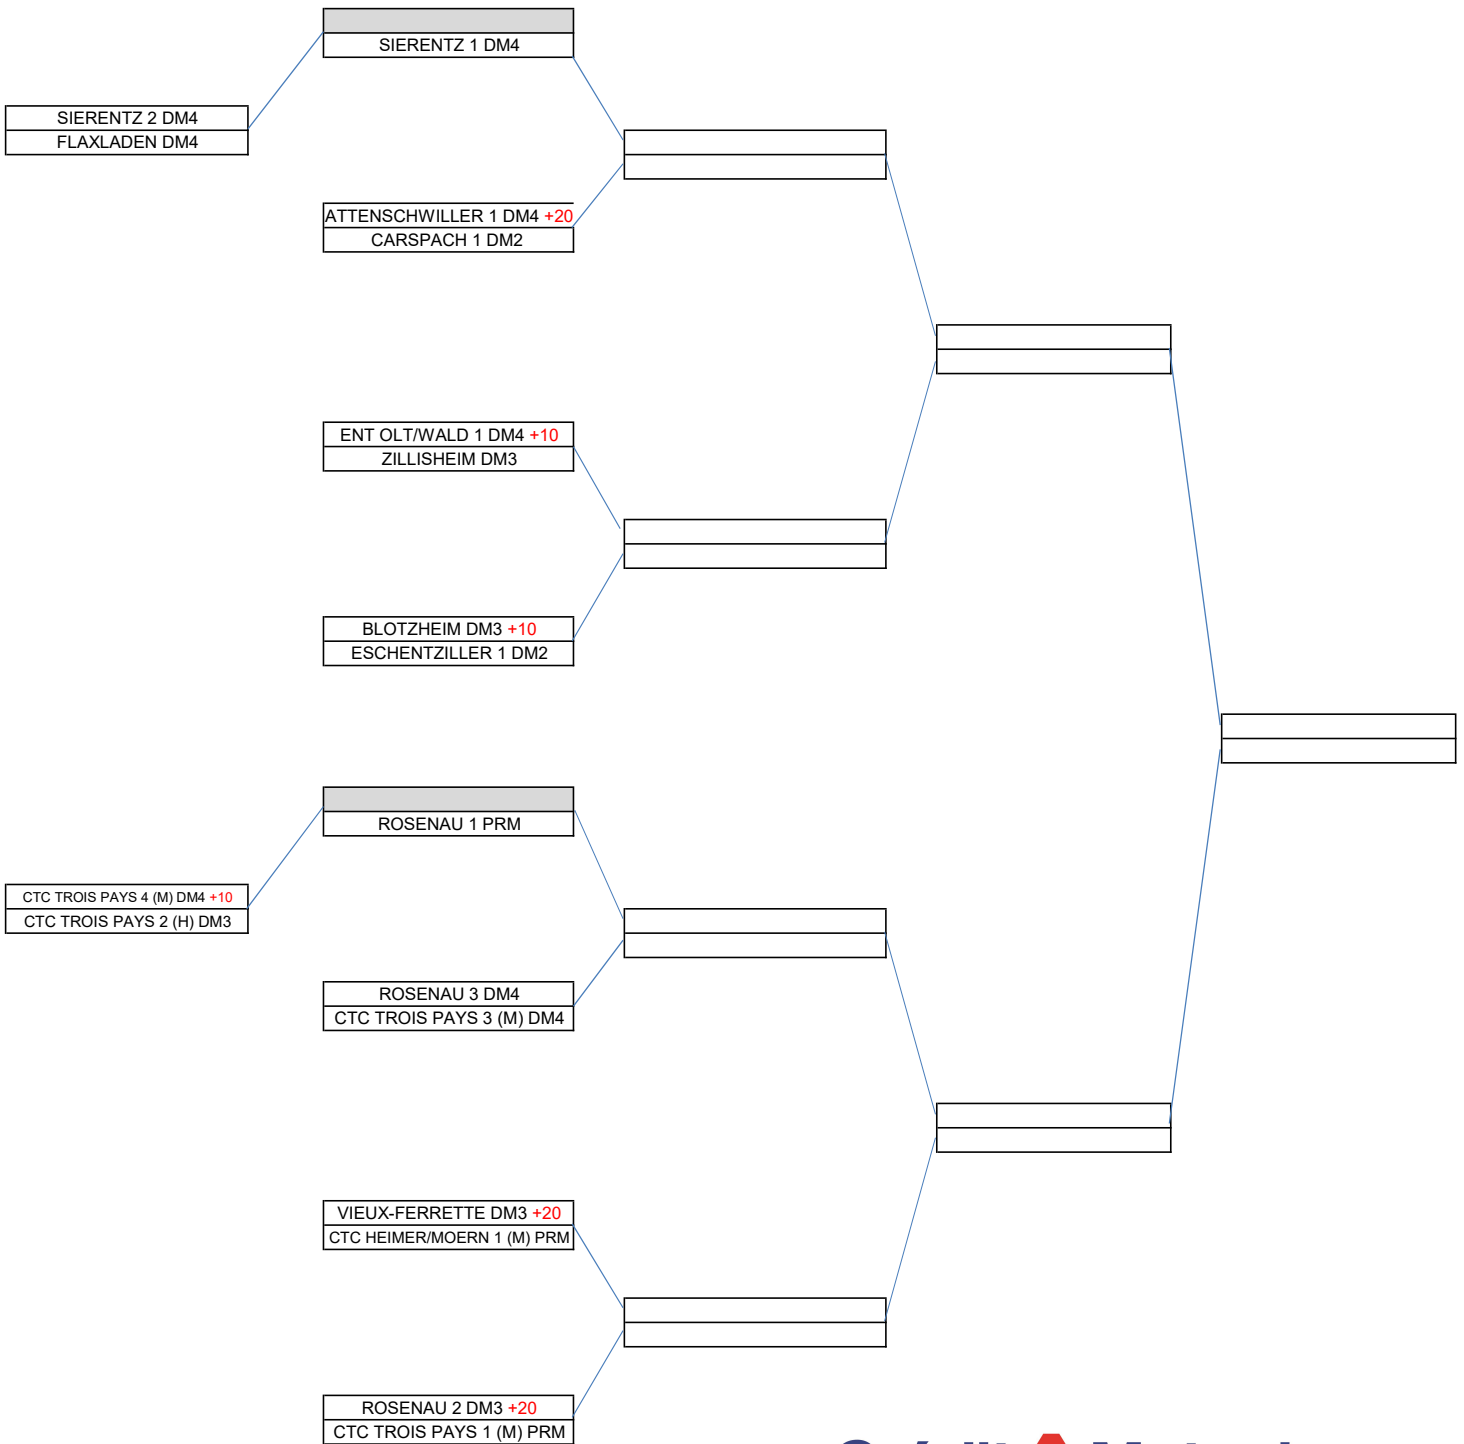 SIERENTZ 1 DM4
SIERENTZ 2 DM4
FLAXLADEN DM4
ATTENSCHWILLER 1 DM4 +20
CARSPACH 1 DM2
ENT OLT/WALD 1 DM4 +10
ZILLISHEIM DM3
BLOTZHEIM DM3 +10
ESCHENTZILLER 1 DM2
ROSENAU 1 PRM
CTC TROIS PAYS 4 (M) DM4 +10
CTC TROIS PAYS 2 (H) DM3
ROSENAU 3 DM4
CTC TROIS PAYS 3 (M) DM4
VIEUX-FERRETTE DM3 +20
CTC HEIMER/MOERN 1 (M) PRM
ROSENAU 2 DM3 +20
CTC TROIS PAYS 1 (M) PRM